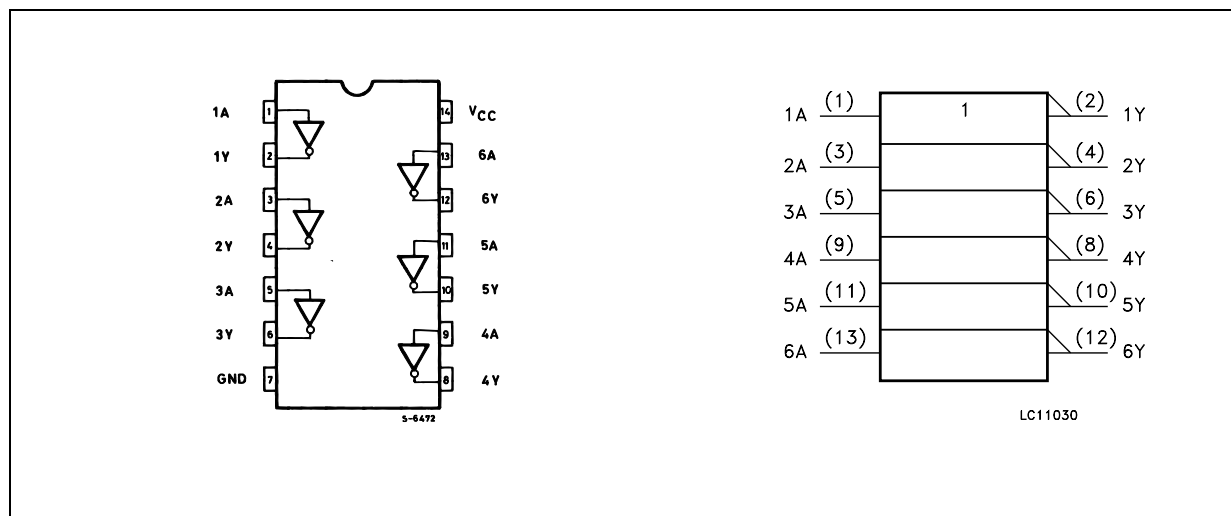 1A 1 14 VCC
1Y 2 13 6A
2A 3 12 6Y
2Y 4 11 5A
3A 5 10 5Y
3Y 6 9 4A
GND 7 8 4Y
S-6472
1A (1) 1 (2) 1Y
2A (3) (4) 2Y
3A (5) (6) 3Y
4A (9) (8) 4Y
5A (11) (10) 5Y
6A (13) (12) 6Y
LC11030